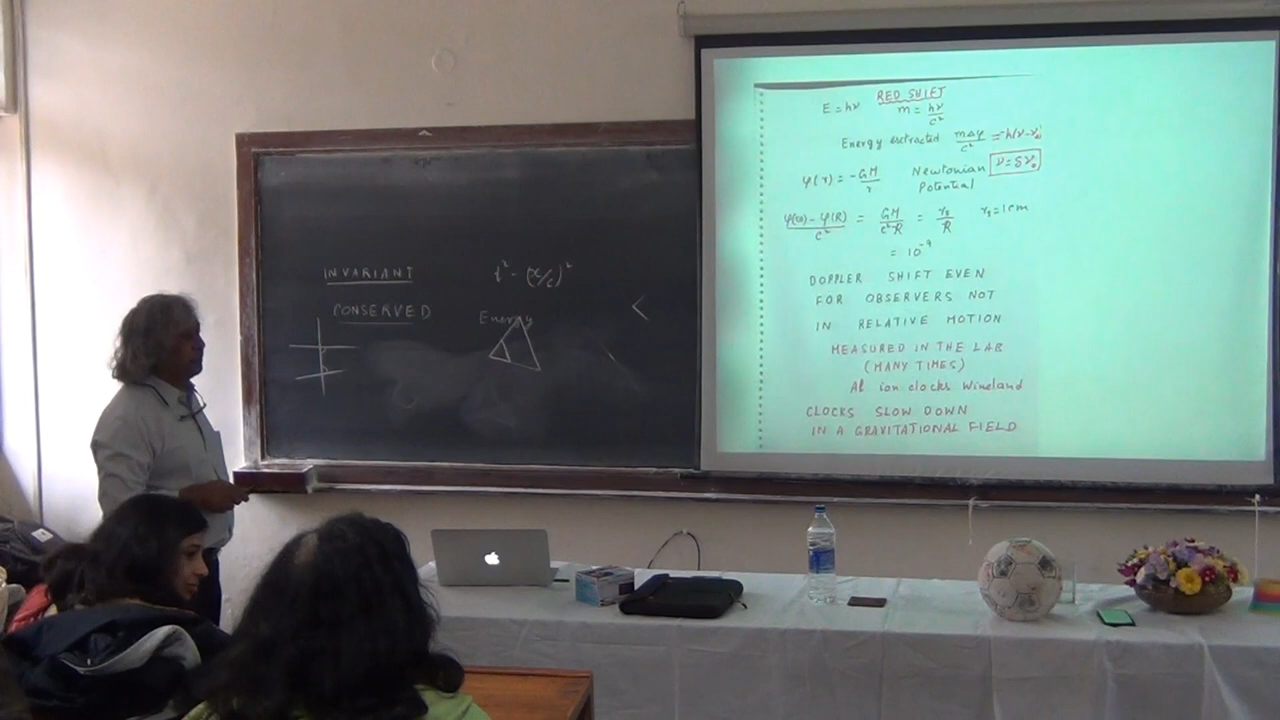 INVARIANT
t² - (x/c)²
CONSERVED
Energy
RED SHIFT
E = hν m = hν/c²
Energy extracted mΔφ/c² = -h(ν-ν₀)
φ(r) = -GM/r Newtonian ν = Sν₀
Potential
φ(∞) - φ(R)/c² = GM/c²R = rs/R rs = 1cm
= 10⁻⁹
DOPPLER SHIFT EVEN
FOR OBSERVERS NOT
IN RELATIVE MOTION
MEASURED IN THE LAB
(MANY TIMES)
Al ion clocks Wineland
CLOCKS SLOW DOWN
IN A GRAVITATIONAL FIELD